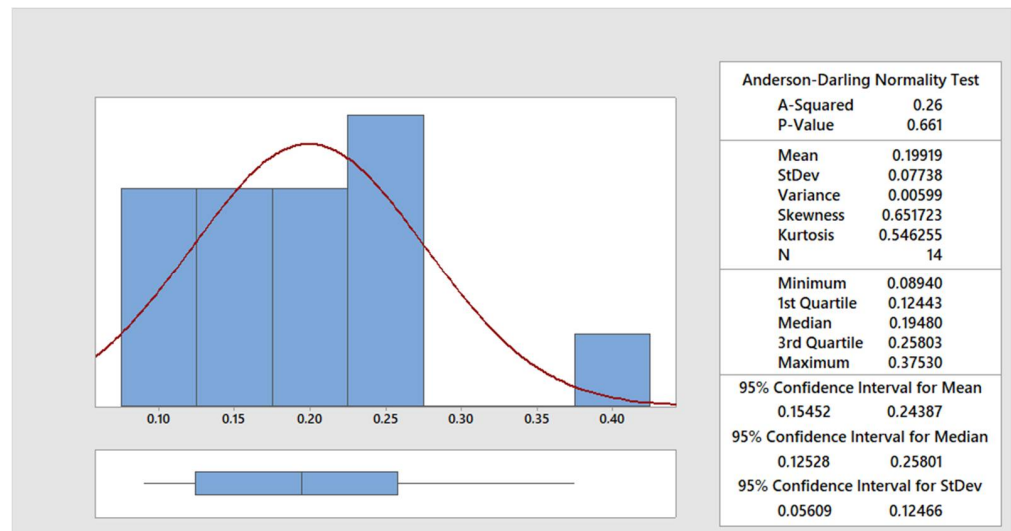 Anderson-Darling Normality Test
A-Squared 0.26
P-Value 0.661
Mean 0.19919
StDev 0.07738
Variance 0.00599
Skewness 0.651723
Kurtosis 0.546255
N 14
Minimum 0.08940
1st Quartile 0.12443
Median 0.19480
3rd Quartile 0.25803
Maximum 0.37530
95% Confidence Interval for Mean
0.15452 0.24387
95% Confidence Interval for Median
0.12528 0.25801
95% Confidence Interval for StDev
0.05609 0.12466
0.10 0.15 0.20 0.25 0.30 0.35 0.40